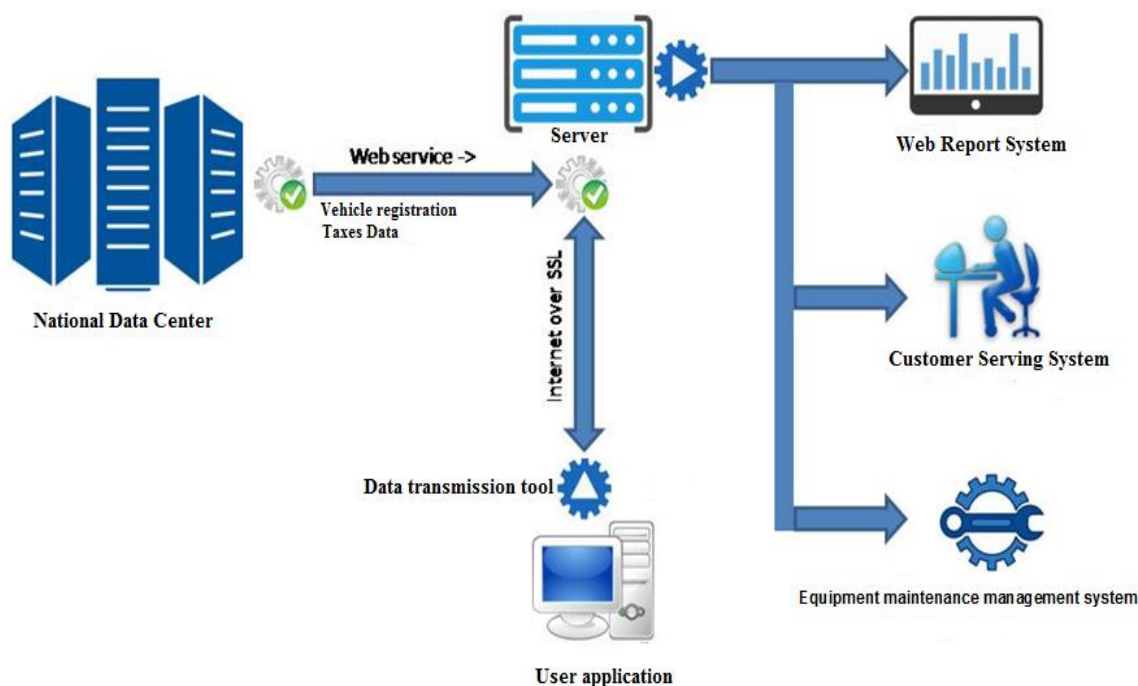 Server
Web Report System
Web service ->
Vehicle registration
Taxes Data
National Data Center
Internet over SSL
Customer Serving System
Data transmission tool
Equipment maintenance management system
User application